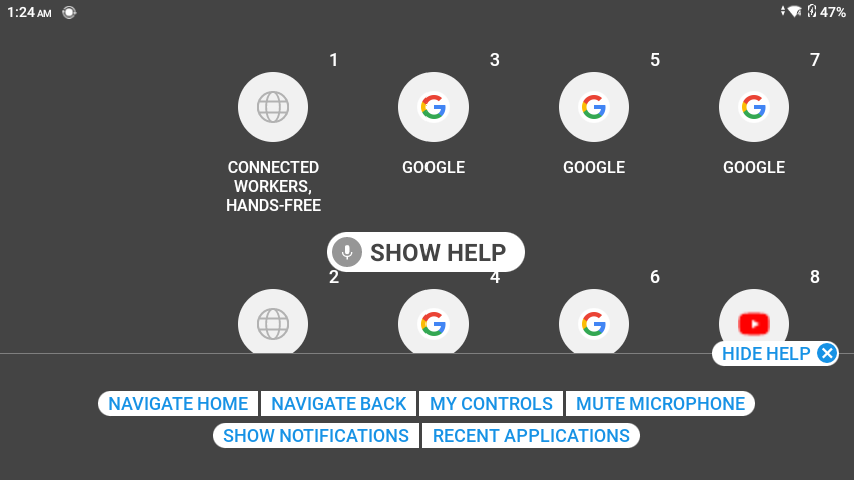 1:24 AM
47%
1
3
5
7
CONNECTED
WORKERS,
HANDS-FREE
GOOGLE
GOOGLE
GOOGLE
SHOW HELP
2
4
6
8
HIDE HELP
NAVIGATE HOME
NAVIGATE BACK
MY CONTROLS
MUTE MICROPHONE
SHOW NOTIFICATIONS
RECENT APPLICATIONS